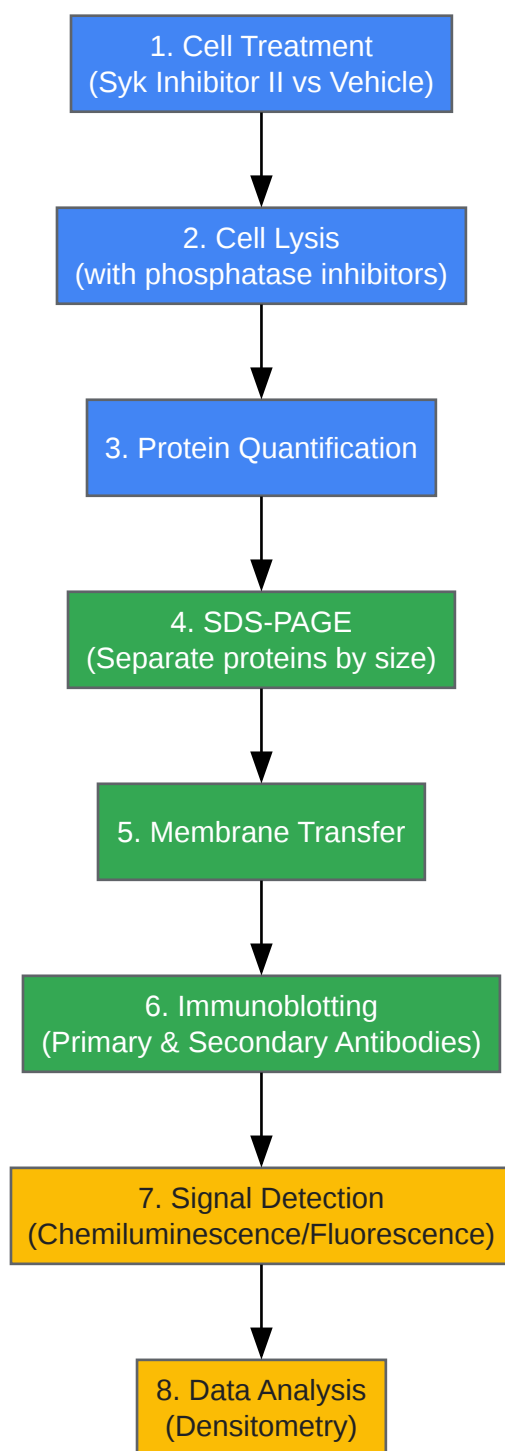 1. Cell Treatment
(Syk Inhibitor II vs Vehicle)
2. Cell Lysis
(with phosphatase inhibitors)
3. Protein Quantification
4. SDS-PAGE
(Separate proteins by size)
5. Membrane Transfer
6. Immunoblotting
(Primary & Secondary Antibodies)
7. Signal Detection
(Chemiluminescence/Fluorescence)
8. Data Analysis
(Densitometry)